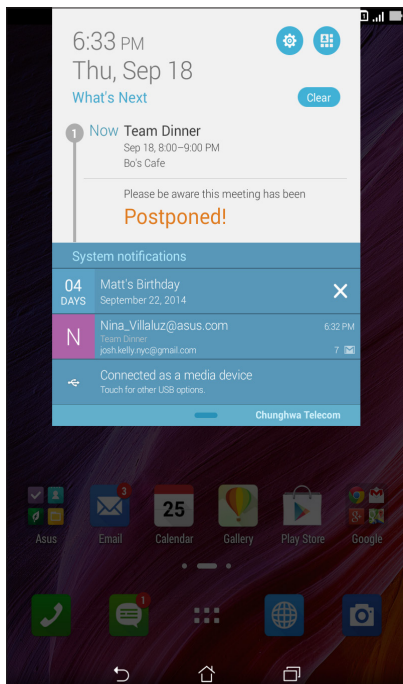 6:33 PM
Thu, Sep 18
What's Next
Clear
1
Now Team Dinner
Sep 18, 8:00–9:00 PM
Bo's Cafe
Please be aware this meeting has been
Postponed!
System notifications
04
DAYS
Matt's Birthday
September 22, 2014
N
Nina_Villaluz@asus.com
6:32 PM
Team Dinner
josh.kelly.nyc@gmail.com
7
Connected as a media device
Touch for other USB options.
Chunghwa Telecom
3
25
Asus
Email
Calendar
Gallery
Play Store
Google
1